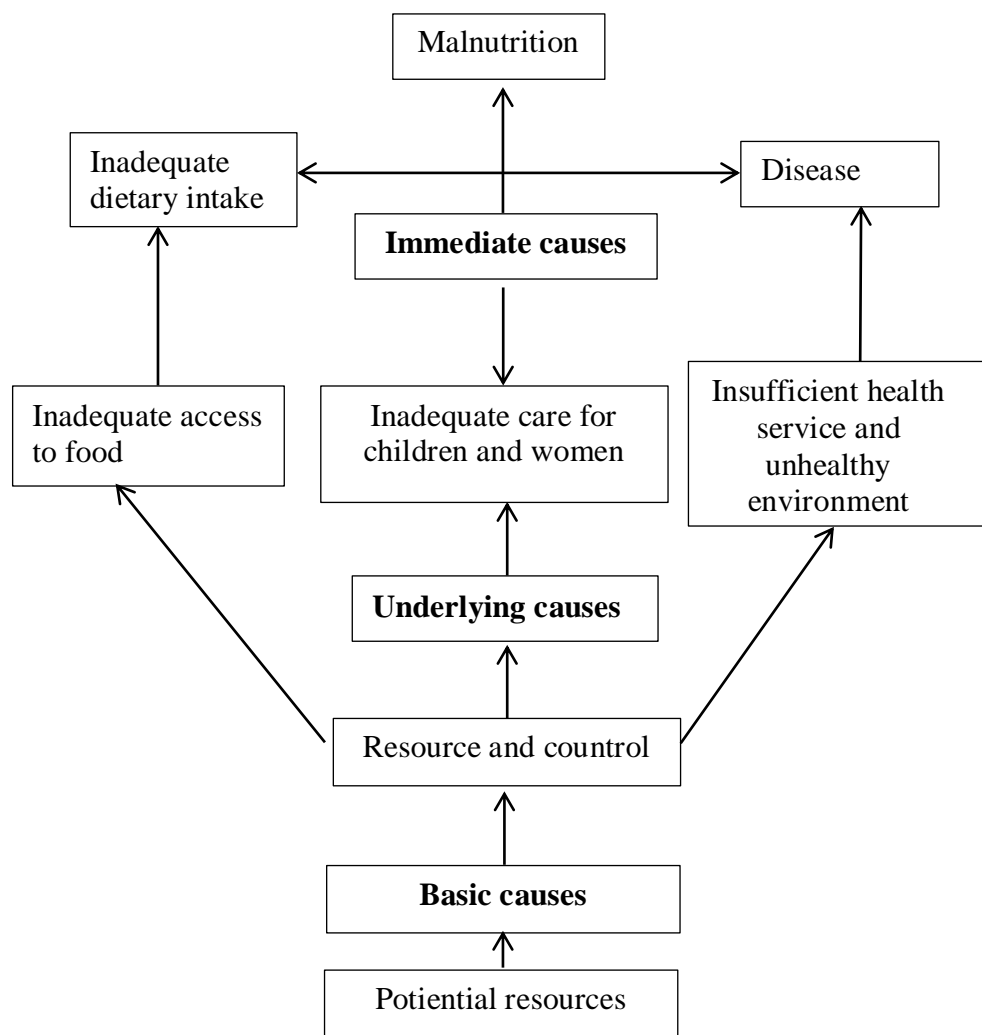 Malnutrition
Inadequate
dietary intake
Disease
Immediate causes
Inadequate access
to food
Inadequate care for
children and women
Insufficient health
service and
unhealthy
environment
Underlying causes
Resource and countrol
Basic causes
Potiential resources